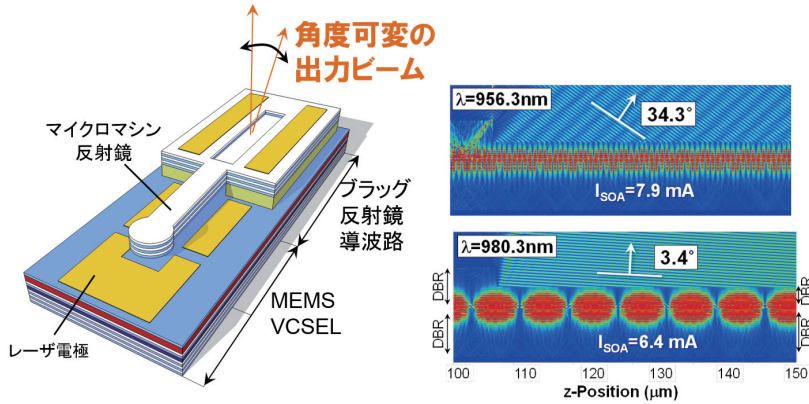 角度可変の
出力ビーム
マイクロマシン
反射鏡
ブラッグ
反射鏡
導波路
MEMS
VCSEL
レーザ電極
λ=956.3nm
34.3°
I_SOA=7.9 mA
λ=980.3nm
3.4°
DBR
DBR
DBR
DBR
I_SOA=6.4 mA
100 110 120 130 140 150
z-Position (μm)